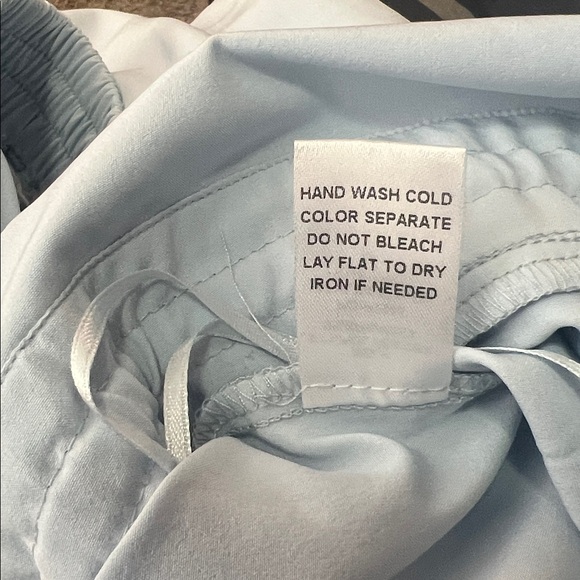 HAND WASH COLD
COLOR SEPARATE
DO NOT BLEACH
LAY FLAT TO DRY
IRON IF NEEDED